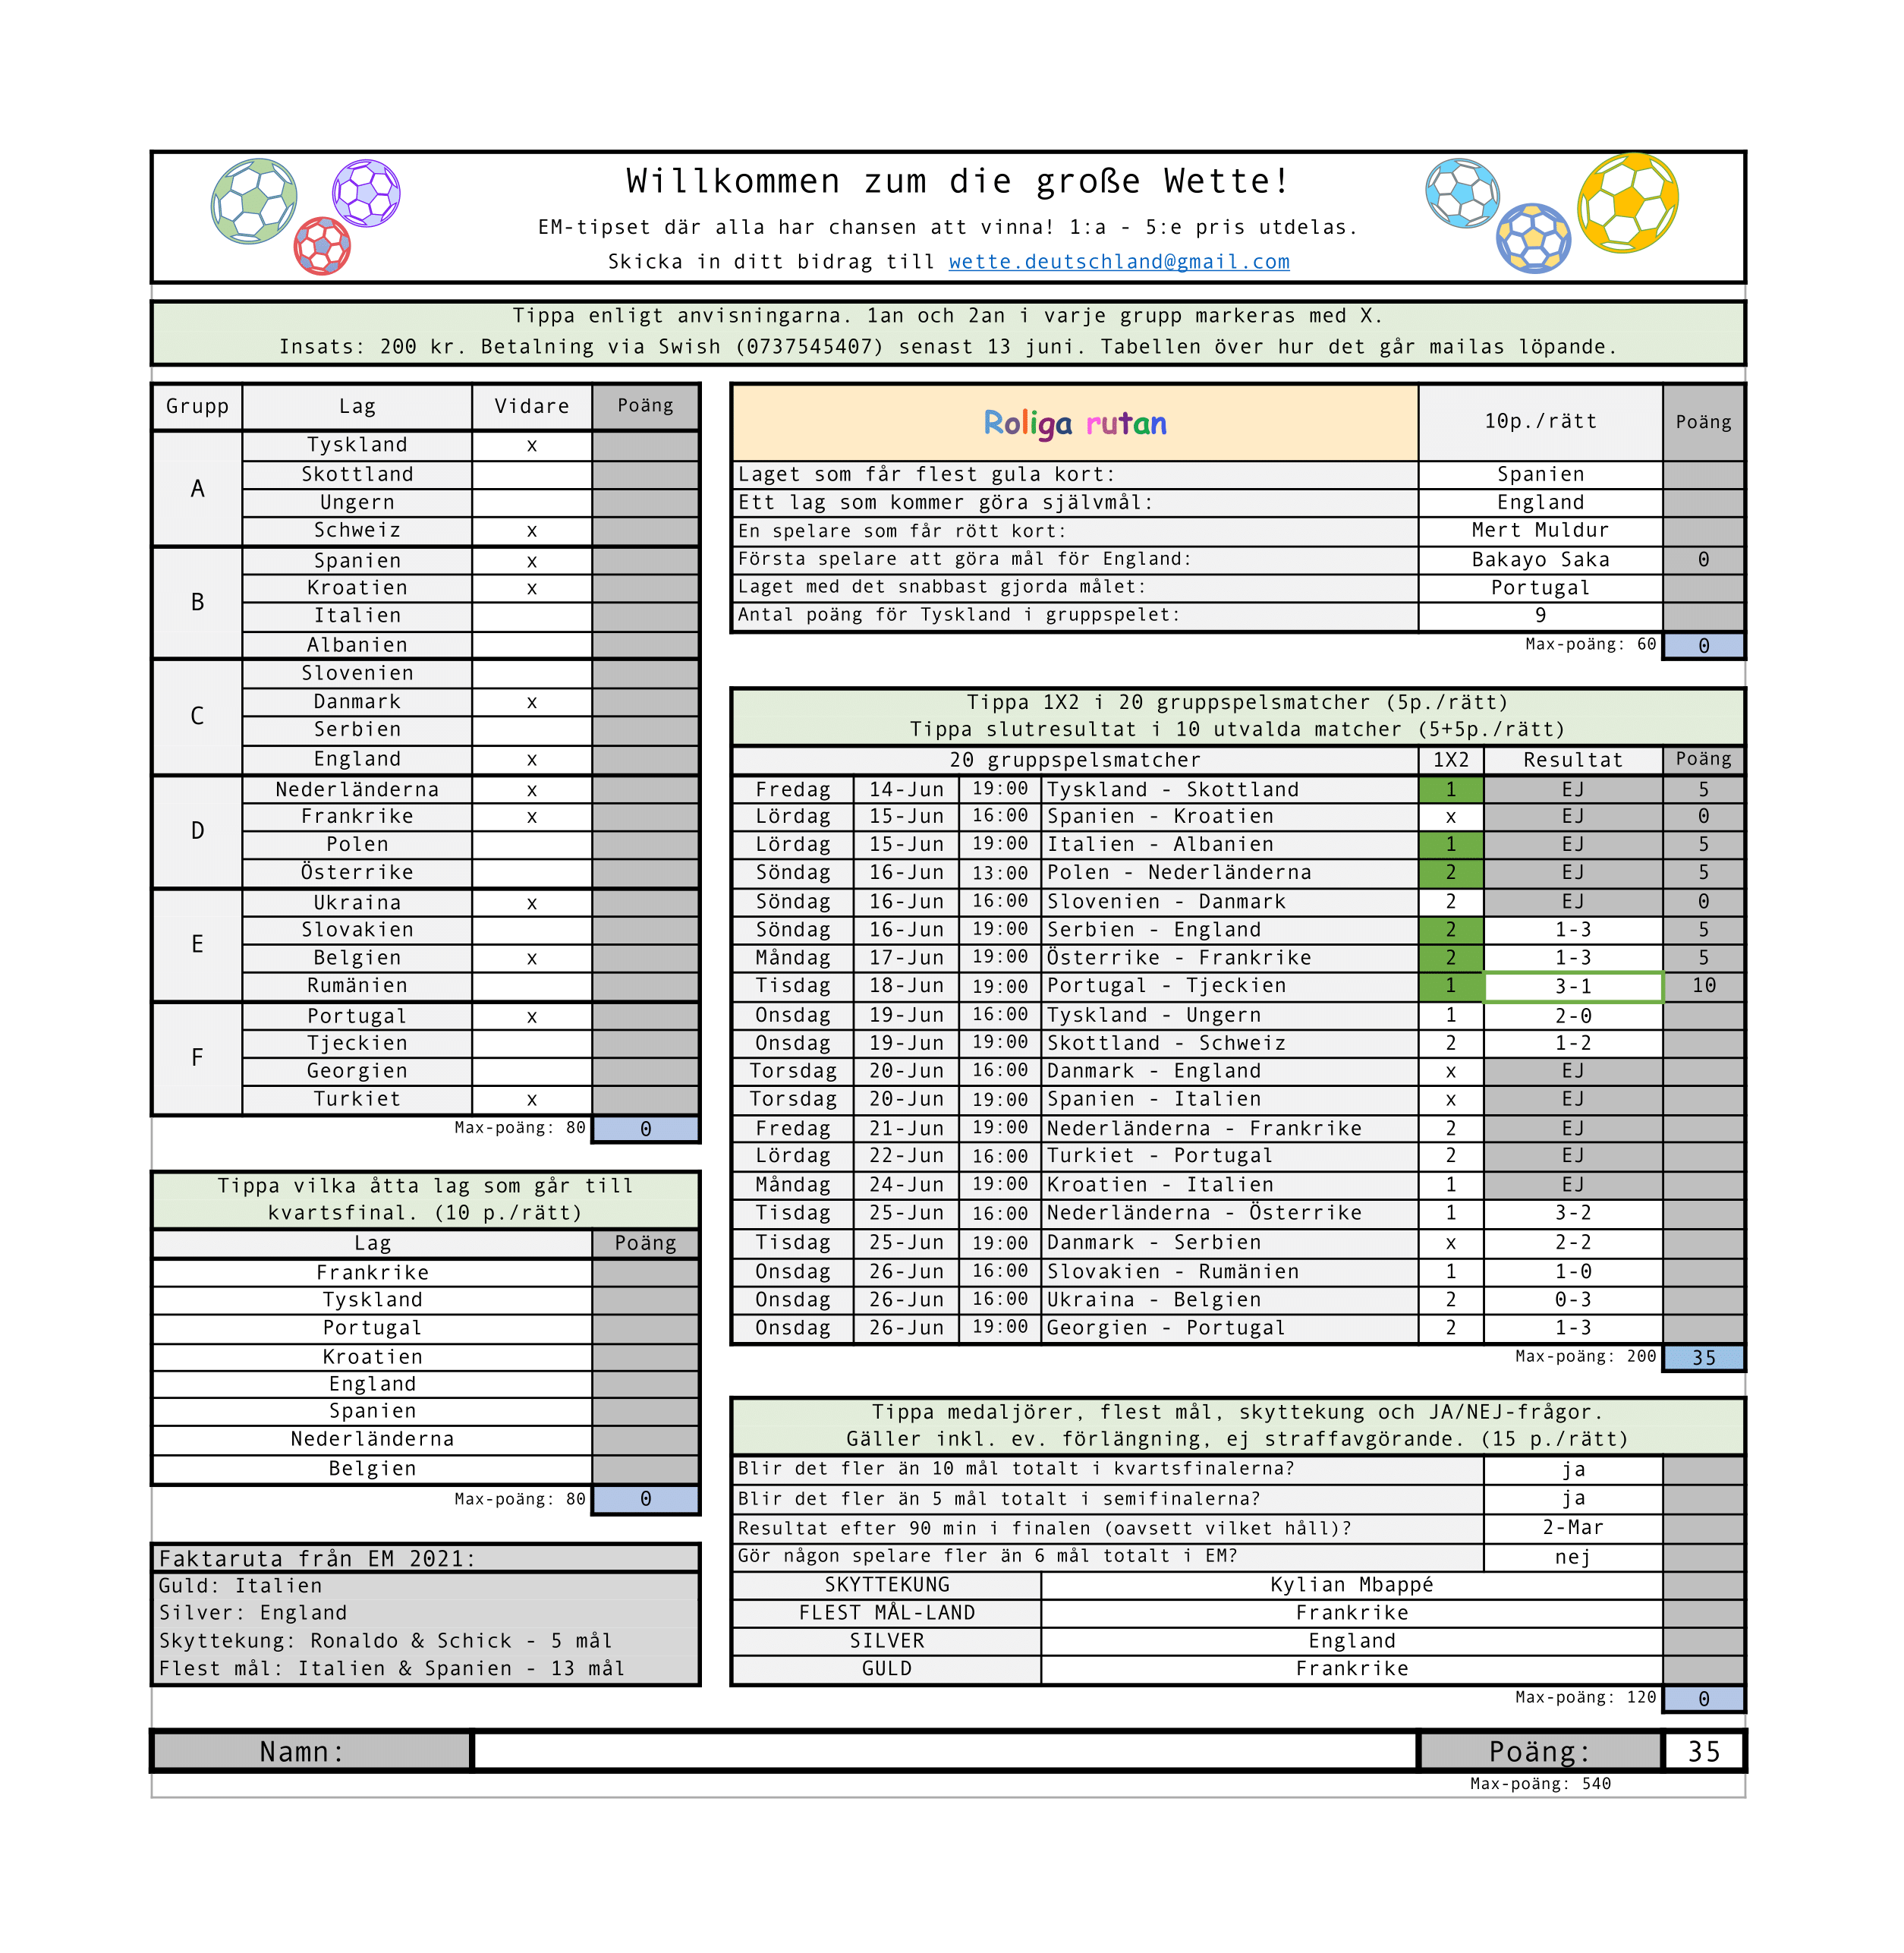 Willkommen zum die große Wette!
EM-tipset där alla har chansen att vinna! 1:a - 5:e pris utdelas.
Skicka in ditt bidrag till wette.deutschland@gmail.com
Tippa enligt anvisningarna. 1an och 2an i varje grupp markeras med X.
Insats: 200 kr. Betalning via Swish (0737545407) senast 13 juni. Tabellen över hur det går mailas löpande.
Grupp Lag Vidare Poäng
A
Tyskland x
Skottland
Ungern
Schweiz x
B
Spanien x
Kroatien x
Italien
Albanien
C
Slovenien
Danmark x
Serbien
England x
D
Nederländerna x
Frankrike x
Polen
Österrike
E
Ukraina x
Slovakien
Belgien x
Rumänien
F
Portugal x
Tjeckien
Georgien
Turkiet x
Max-poäng: 80 0
Tippa vilka åtta lag som går till
kvartsfinal. (10 p./rätt)
Lag Poäng
Frankrike
Tyskland
Portugal
Kroatien
England
Spanien
Nederländerna
Belgien
Max-poäng: 80 0
Faktaruta från EM 2021:
Guld: Italien
Silver: England
Skyttekung: Ronaldo & Schick - 5 mål
Flest mål: Italien & Spanien - 13 mål
Roliga rutan 10p./rätt Poäng
Laget som får flest gula kort: Spanien
Ett lag som kommer göra självmål: England
En spelare som får rött kort: Mert Muldur
Första spelare att göra mål för England: Bakayo Saka 0
Laget med det snabbast gjorda målet: Portugal
Antal poäng för Tyskland i gruppspelet: 9
Max-poäng: 60 0
Tippa 1X2 i 20 gruppspelsmatcher (5p./rätt)
Tippa slutresultat i 10 utvalda matcher (5+5p./rätt)
20 gruppspelsmatcher 1X2 Resultat Poäng
Fredag 14-Jun 19:00 Tyskland - Skottland 1 EJ 5
Lördag 15-Jun 16:00 Spanien - Kroatien x EJ 0
Lördag 15-Jun 19:00 Italien - Albanien 1 EJ 5
Söndag 16-Jun 13:00 Polen - Nederländerna 2 EJ 5
Söndag 16-Jun 16:00 Slovenien - Danmark 2 EJ 0
Söndag 16-Jun 19:00 Serbien - England 2 1-3 5
Måndag 17-Jun 19:00 Österrike - Frankrike 2 1-3 5
Tisdag 18-Jun 19:00 Portugal - Tjeckien 1 3-1 10
Onsdag 19-Jun 16:00 Tyskland - Ungern 1 2-0
Onsdag 19-Jun 19:00 Skottland - Schweiz 2 1-2
Torsdag 20-Jun 16:00 Danmark - England x EJ
Torsdag 20-Jun 19:00 Spanien - Italien x EJ
Fredag 21-Jun 19:00 Nederländerna - Frankrike 2 EJ
Lördag 22-Jun 16:00 Turkiet - Portugal 2 EJ
Måndag 24-Jun 19:00 Kroatien - Italien 1 EJ
Tisdag 25-Jun 16:00 Nederländerna - Österrike 1 3-2
Tisdag 25-Jun 19:00 Danmark - Serbien x 2-2
Onsdag 26-Jun 16:00 Slovakien - Rumänien 1 1-0
Onsdag 26-Jun 16:00 Ukraina - Belgien 2 0-3
Onsdag 26-Jun 19:00 Georgien - Portugal 2 1-3
Max-poäng: 200 35
Tippa medaljörer, flest mål, skyttekung och JA/NEJ-frågor.
Gäller inkl. ev. förlängning, ej straffavgörande. (15 p./rätt)
Blir det fler än 10 mål totalt i kvartsfinalerna? ja
Blir det fler än 5 mål totalt i semifinalerna? ja
Resultat efter 90 min i finalen (oavsett vilket håll)? 2-Mar
Gör någon spelare fler än 6 mål totalt i EM? nej
SKYTTEKUNG Kylian Mbappé
FLEST MÅL-LAND Frankrike
SILVER England
GULD Frankrike
Max-poäng: 120 0
Namn: Poäng: 35
Max-poäng: 540